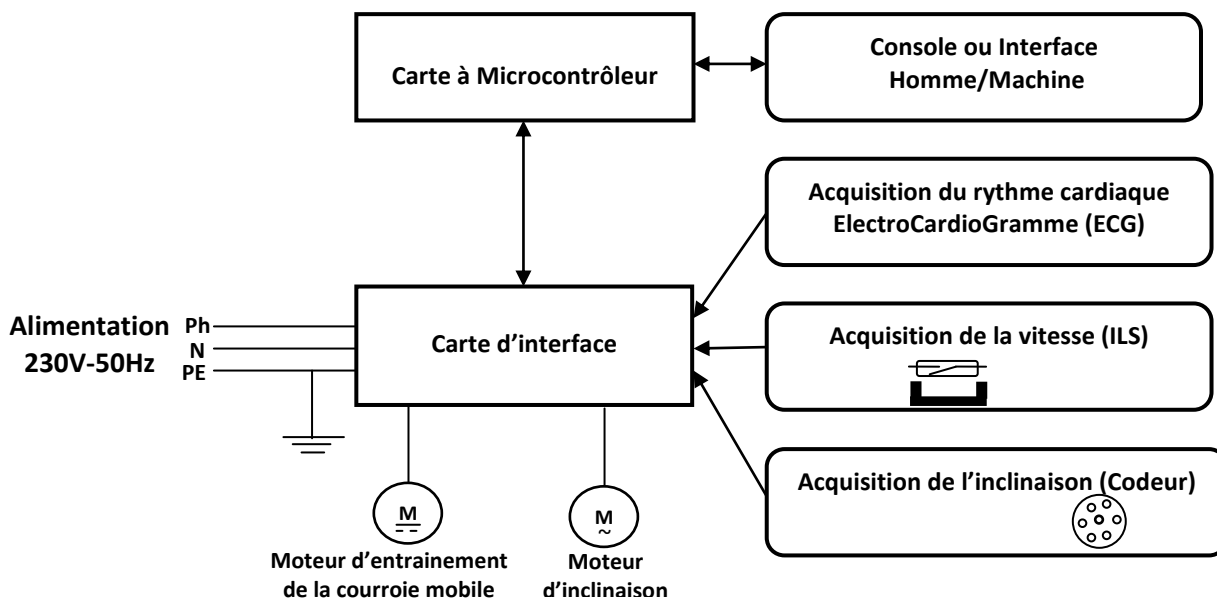 Carte à Microcontrôleur
Console ou Interface
Homme/Machine
Acquisition du rythme cardiaque
ElectroCardioGramme (ECG)
Alimentation
230V-50Hz
Ph
N
PE
Carte d’interface
Acquisition de la vitesse (ILS)
Acquisition de l’inclinaison (Codeur)
M
M
~
Moteur d’entrainement
de la courroie mobile
Moteur
d’inclinaison